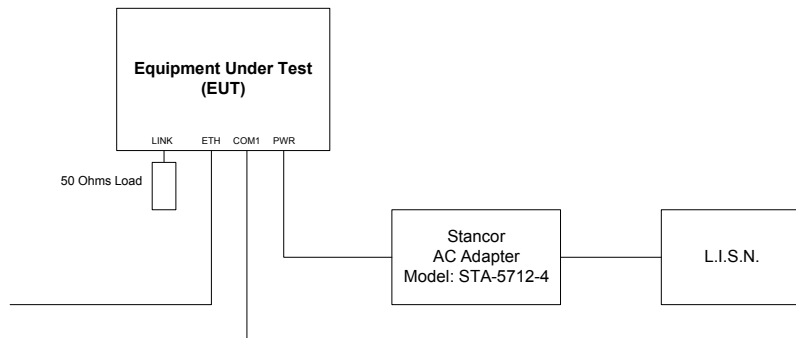 Equipment Under Test
(EUT)
LINK ETH COM1 PWR
50 Ohms Load
Stancor
AC Adapter
Model: STA-5712-4
L.I.S.N.